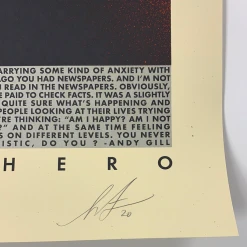 ARRYING SOME KIND OF ANXIETY WITH
AGO YOU HAD NEWSPAPERS. AND I'M NOT
U READ IN THE NEWSPAPERS. OBVIOUSLY,
E PAID TO CHECK FACTS. IT WAS A SLIGHTLY
QUITE SURE WHAT'S HAPPENING AND
PEOPLE LOOKING AT THEIR LIVES TRYING
'RE THINKING: "AM I HAPPY? AM I NOT
?" AND AT THE SAME TIME FEELING
S ON DIFFERENT LEVELS. YOU NEVER
ISTIC, DO YOU? -ANDY GILL
HERO
20